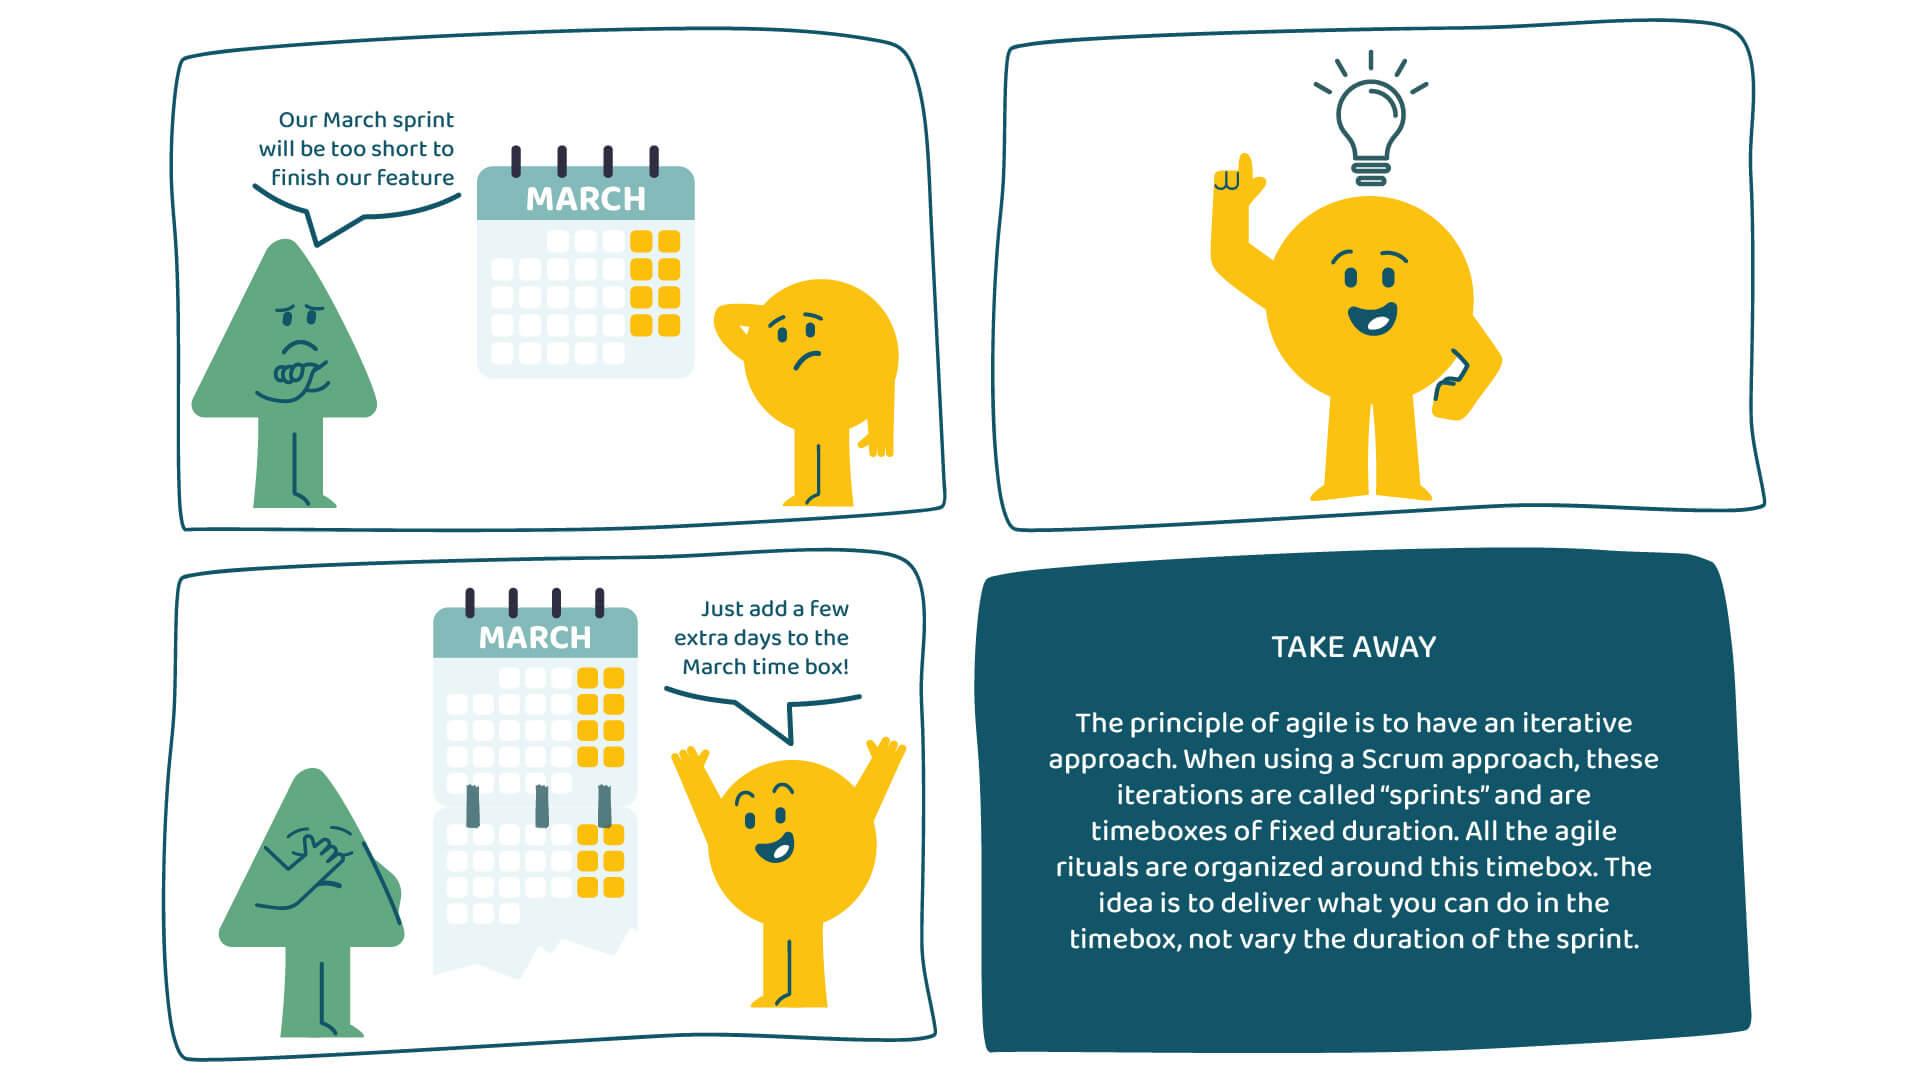 Our March sprint
will be too short to
finish our feature
MARCH
MARCH
Just add a few
extra days to the
March time box!
TAKE AWAY
The principle of agile is to have an iterative
approach. When using a Scrum approach, these
iterations are called “sprints” and are
timeboxes of fixed duration. All the agile
rituals are organized around this timebox. The
idea is to deliver what you can do in the
timebox, not vary the duration of the sprint.